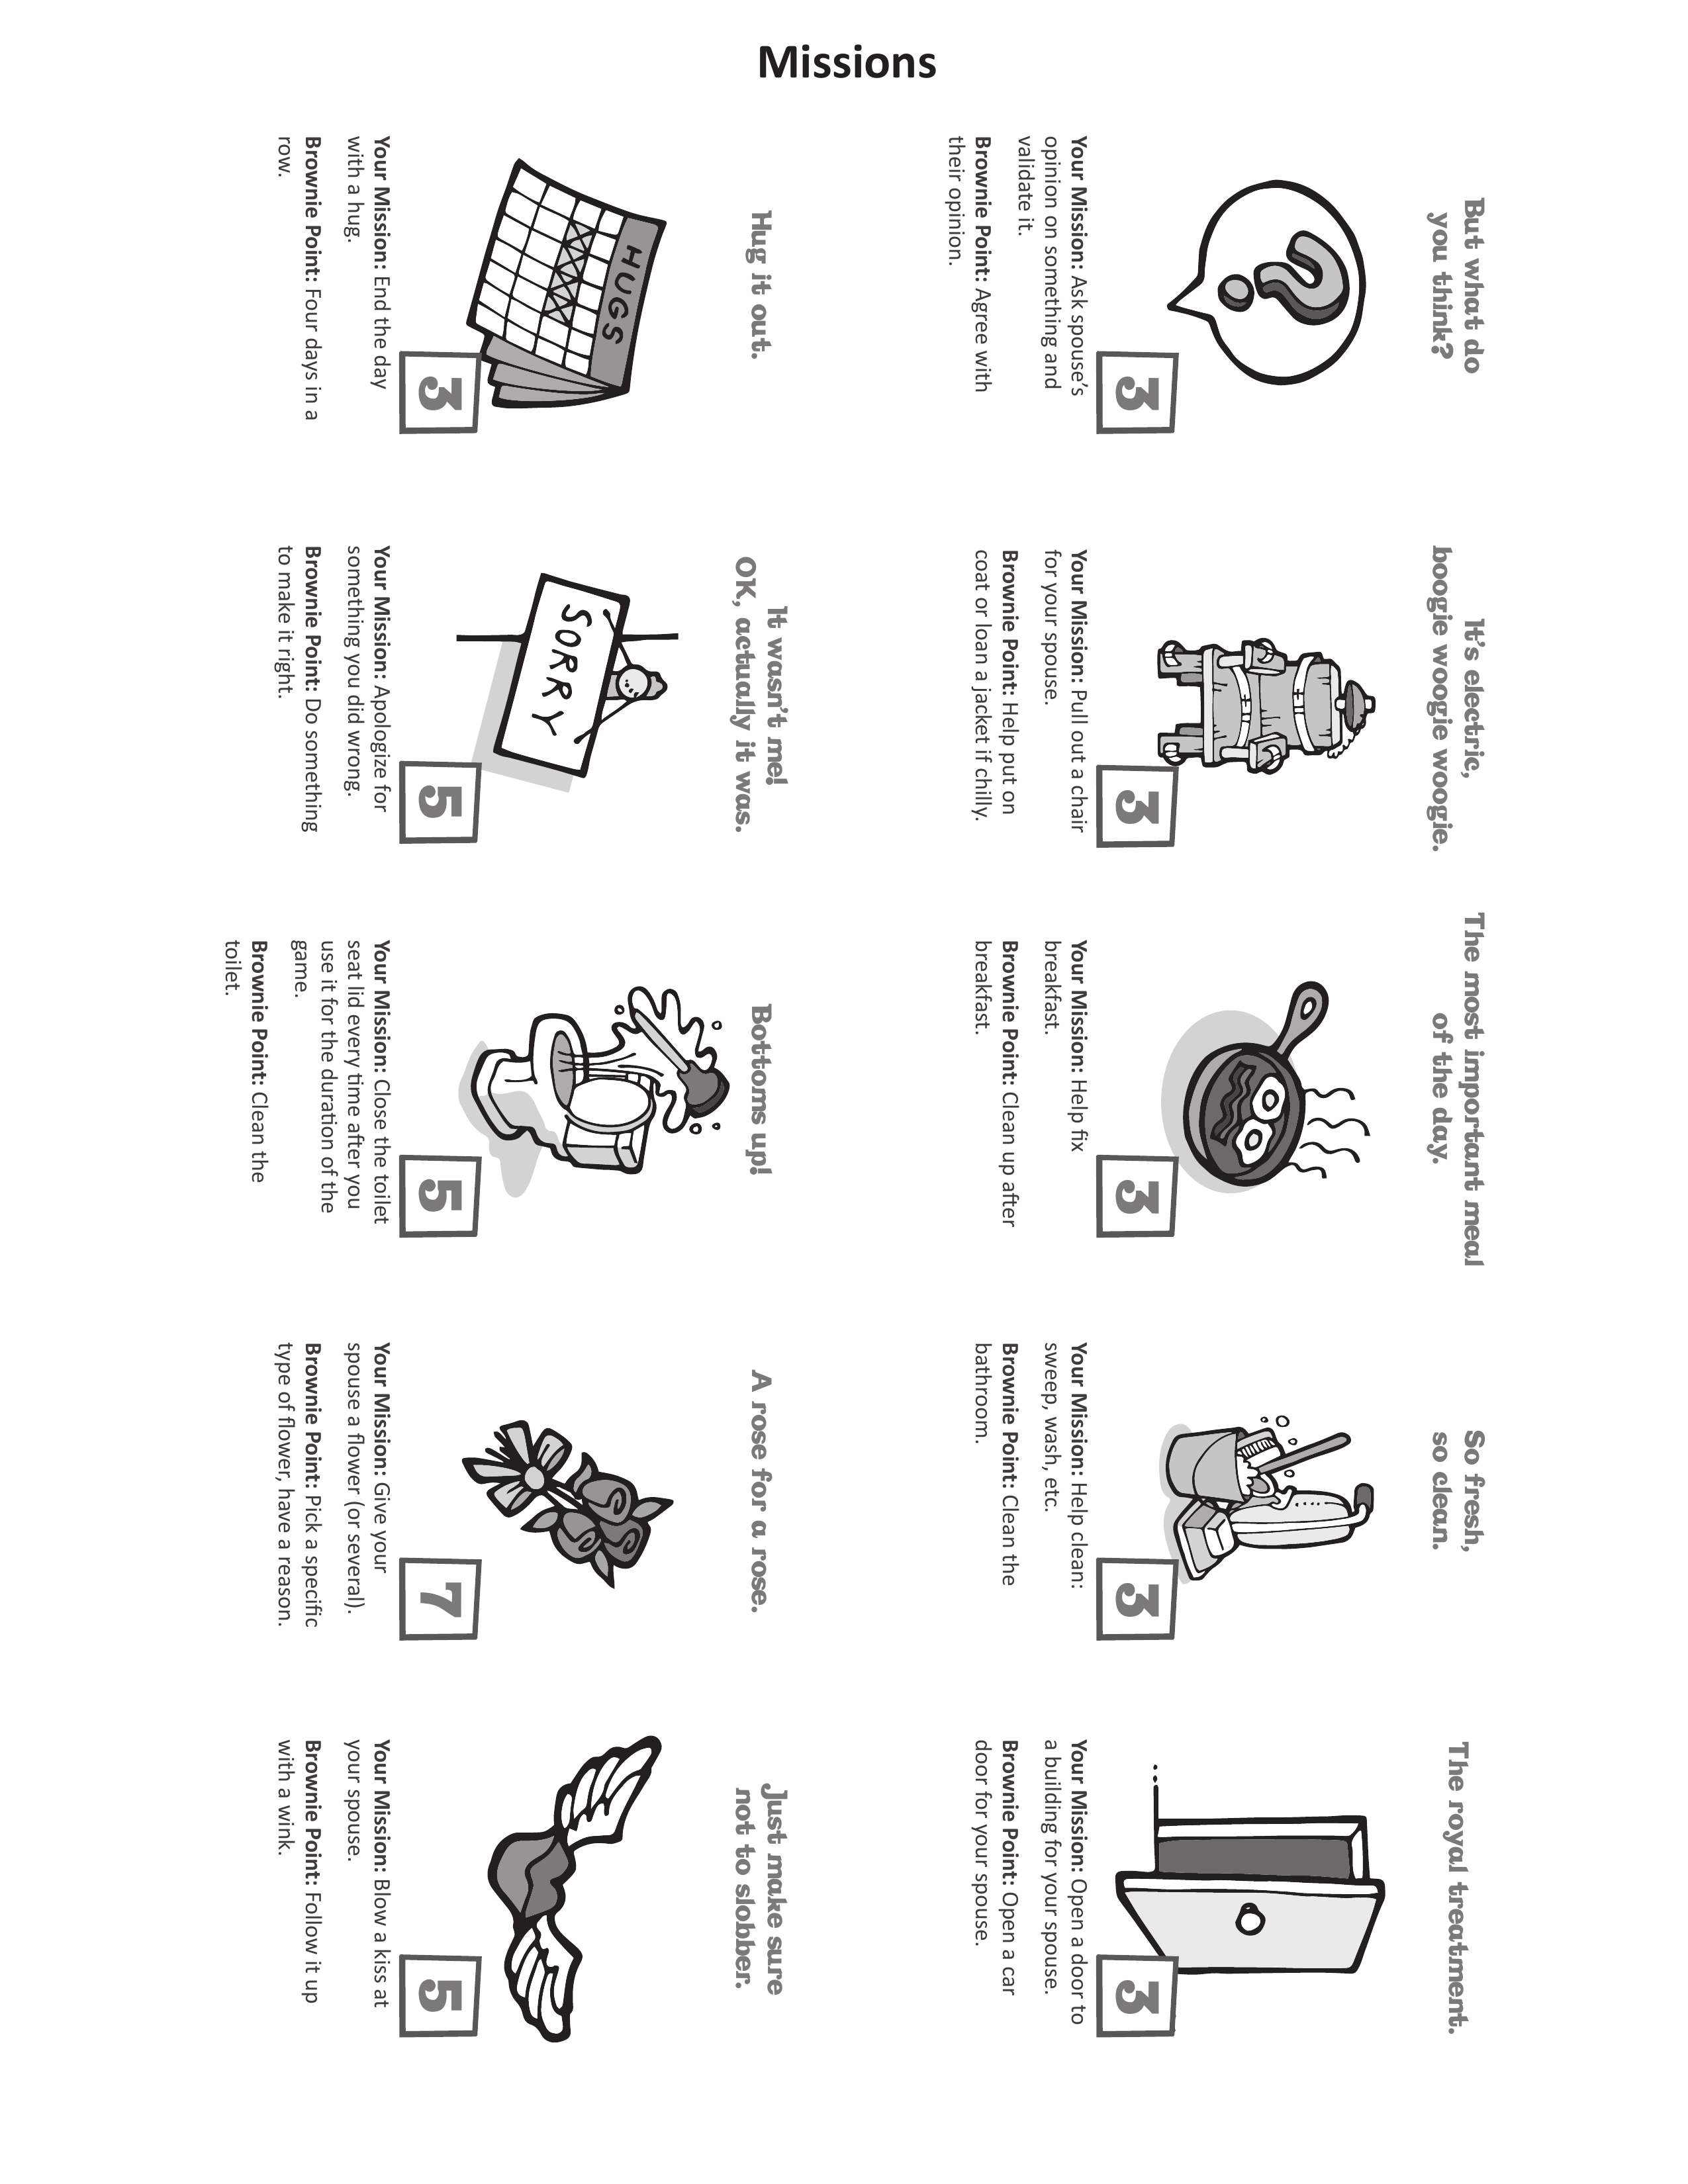 Missions
But what do
you think?
3
Your Mission: Ask spouse's
opinion on something and
validate it.
Brownie Point: Agree with
their opinion.
It's electric,
boogie woogie woogie.
3
Your Mission: Pull out a chair
for your spouse.
Brownie Point: Help put on
coat or loan a jacket if chilly.
The most important meal
of the day.
3
Your Mission: Help fix
breakfast.
Brownie Point: Clean up after
breakfast.
So fresh,
so clean.
3
Your Mission: Help clean:
sweep, wash, etc.
Brownie Point: Clean the
bathroom.
The royal treatment.
3
Your Mission: Open a door to
a building for your spouse.
Brownie Point: Open a car
door for your spouse.
Hug it out.
HUGS
3
Your Mission: End the day
with a hug.
Brownie Point: Four days in a
row.
It wasn't me!
OK, actually it was.
SORRY
5
Your Mission: Apologize for
something you did wrong.
Brownie Point: Do something
to make it right.
Bottoms up!
5
Your Mission: Close the toilet
seat lid every time after you
use it for the duration of the
game.
Brownie Point: Clean the
toilet.
A rose for a rose.
7
Your Mission: Give your
spouse a flower (or several).
Brownie Point: Pick a specific
type of flower, have a reason.
Just make sure
not to slobber.
5
Your Mission: Blow a kiss at
your spouse.
Brownie Point: Follow it up
with a wink.